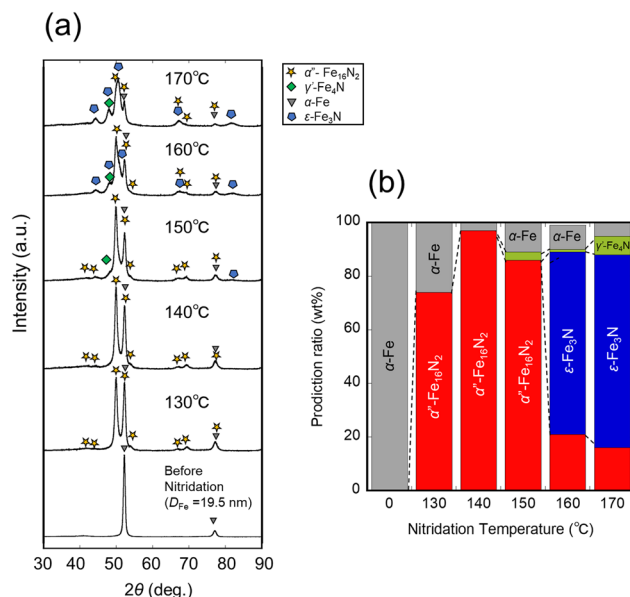 (a)
170℃
160℃
150℃
140℃
130℃
Before
Nitridation
(D_Fe =19.5 nm)
Intensity (a.u.)
30 40 50 60 70 80 90
2θ (deg.)
α"- Fe₁₆N₂
γ'-Fe₄N
α-Fe
ε-Fe₃N
(b)
100
80
60
40
20
0
Production ratio (wt%)
α-Fe
α-Fe
α"-Fe₁₆N₂
α"-Fe₁₆N₂
α-Fe
α"-Fe₁₆N₂
α-Fe
ε-Fe₃N
γ'-Fe₄N
ε-Fe₃N
0 130 140 150 160 170
Nitridation Temperature (℃)